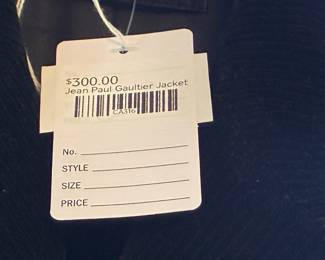 $300.00
Jean Paul Gaultier Jacket
CA316
No.
STYLE
SIZE
PRICE